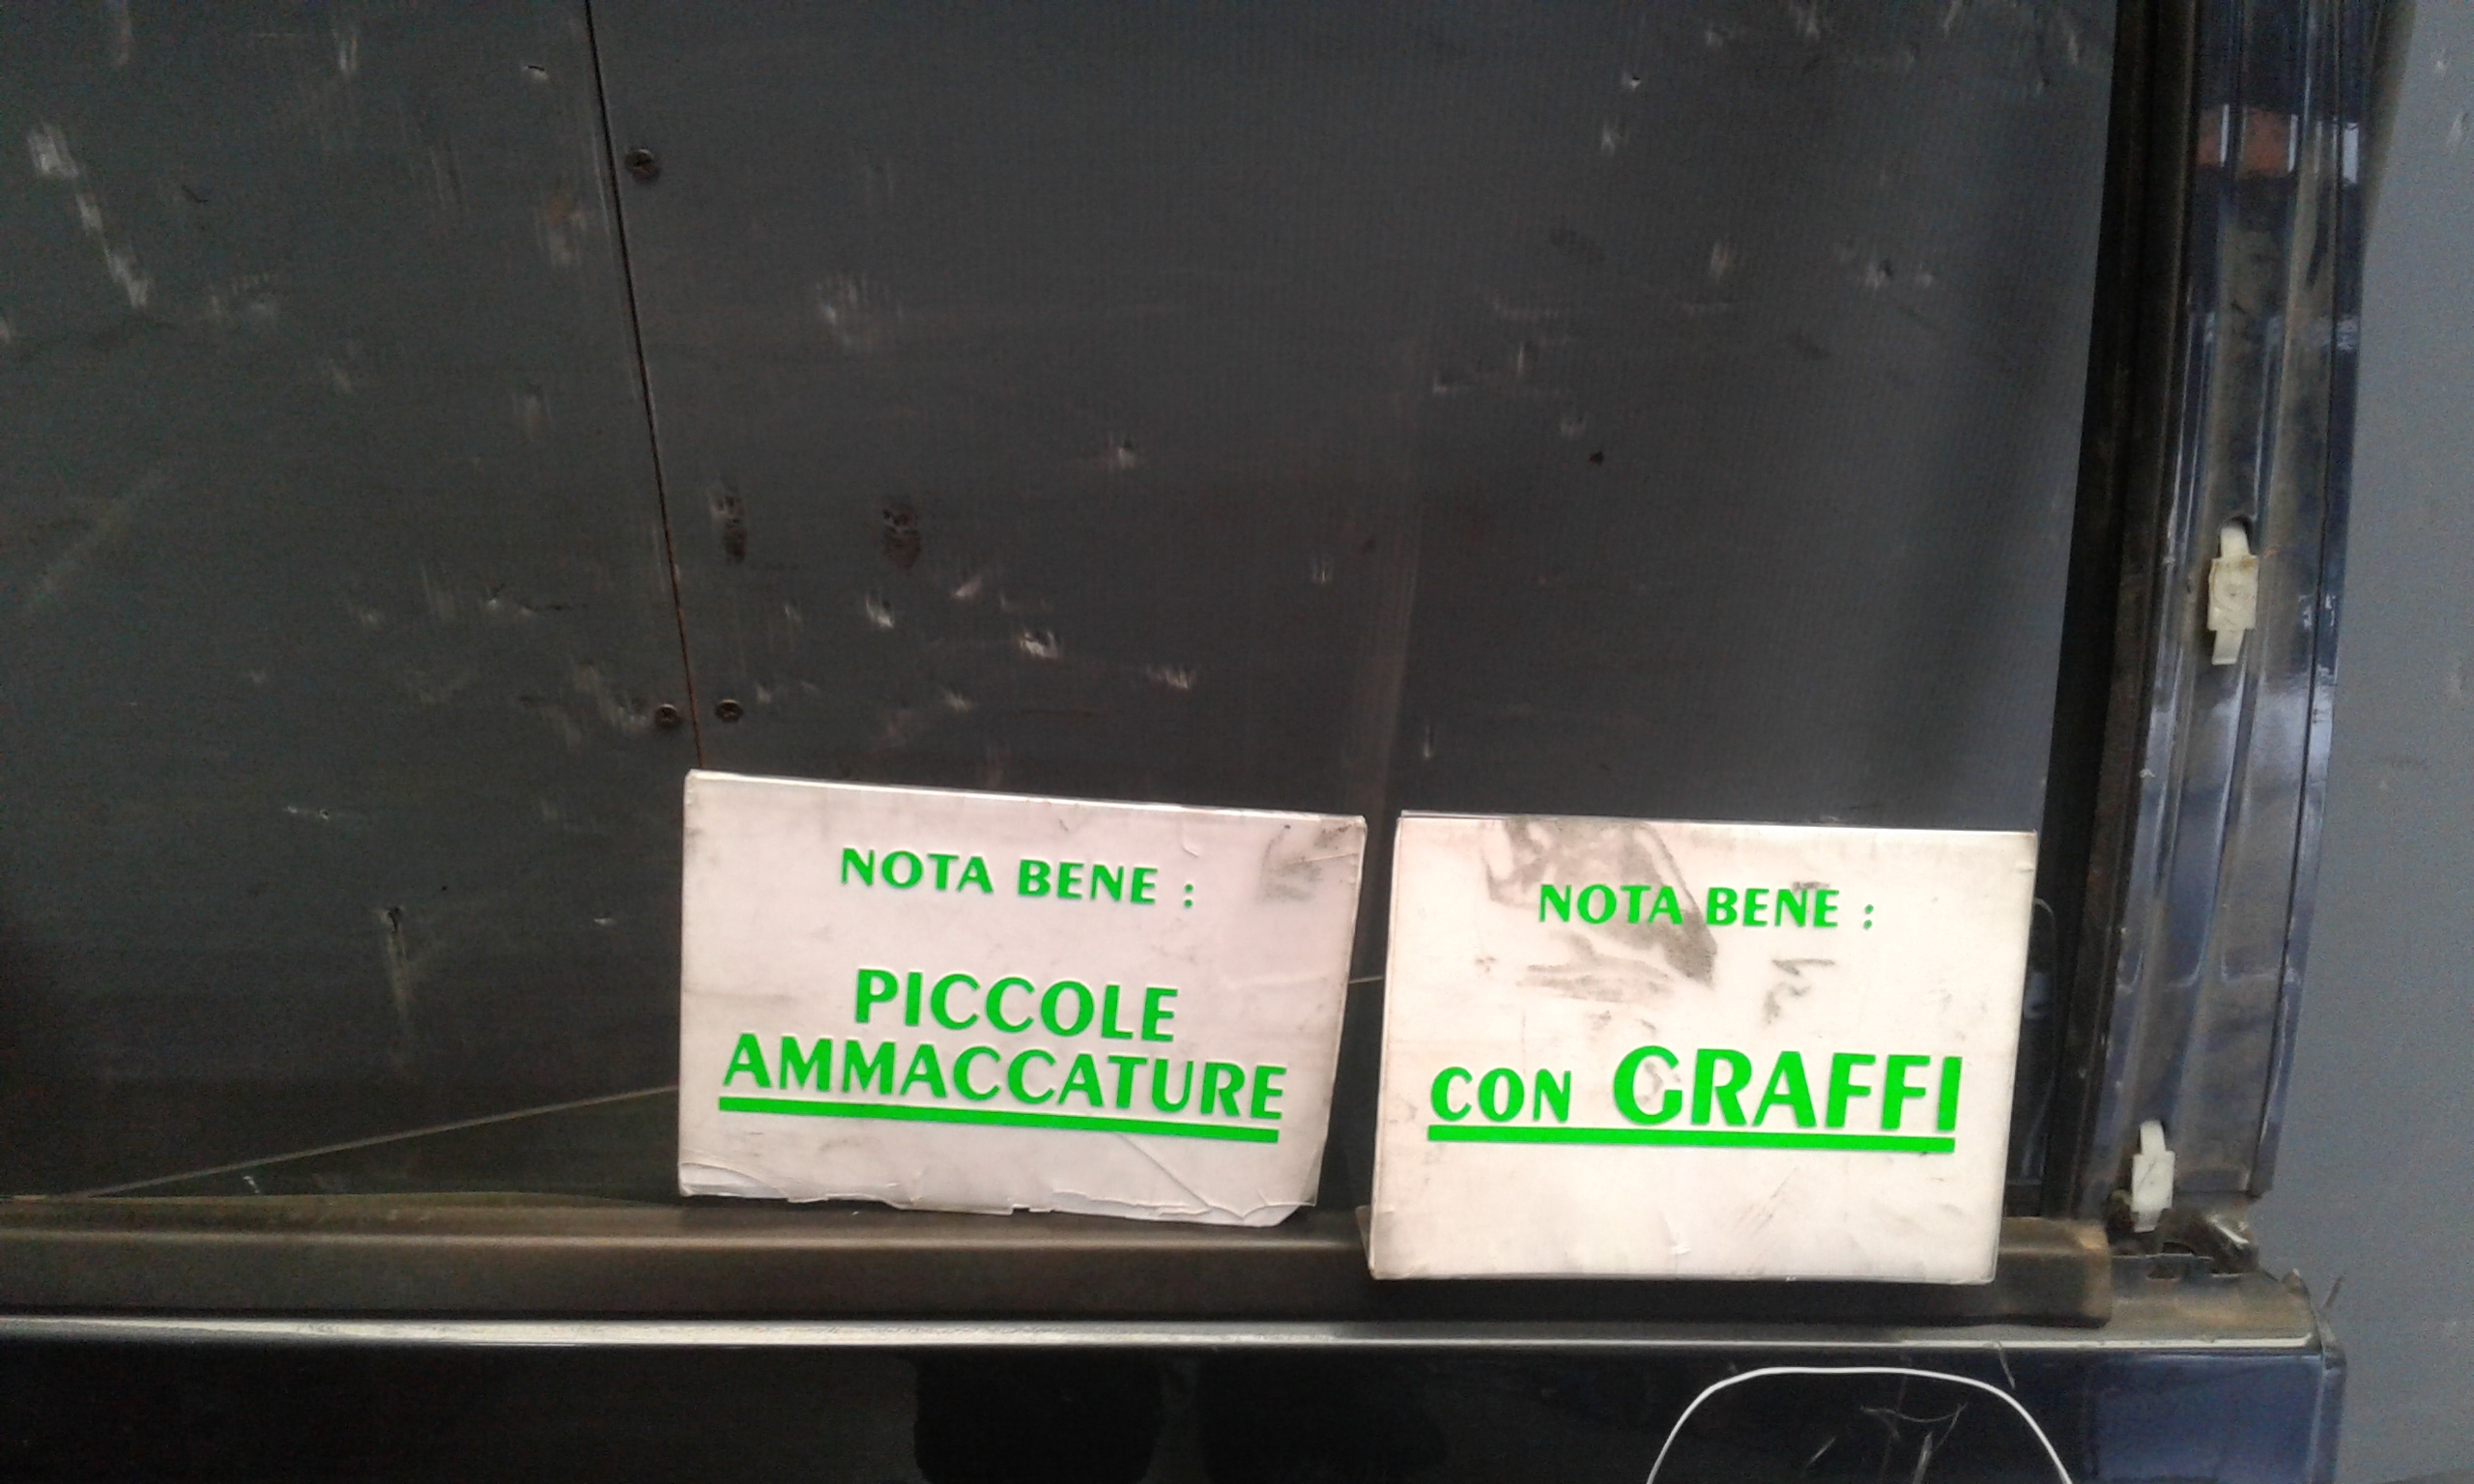 NOTA BENE :
PICCOLE
AMMACCATURE
NOTA BENE :
CON GRAFFI